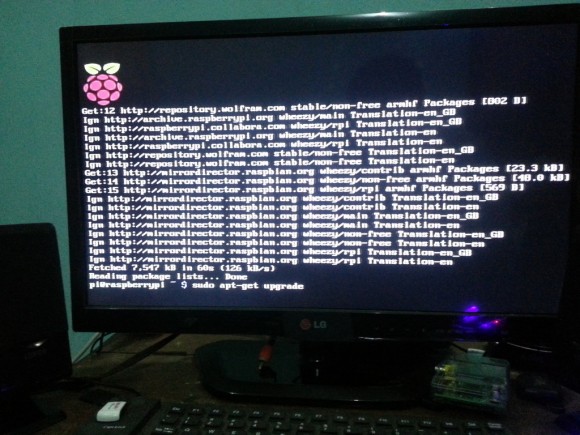 Get:12 http://repository.wolfram.com stable/non-free armhf Packages [802 B]
Ign http://archive.raspberrypi.org wheezy/main Translation-en_GB
Ign http://raspberrypi.collabora.com wheezy/rpi Translation-en_GB
Ign http://archive.raspberrypi.org wheezy/main Translation-en
Ign http://raspberrypi.collabora.com wheezy/rpi Translation-en
Ign http://repository.wolfram.com stable/non-free Translation-en_GB
Ign http://repository.wolfram.com stable/non-free Translation-en
Get:13 http://mirrordirector.raspbian.org wheezy/contrib armhf Packages [23.3 kB]
Get:14 http://mirrordirector.raspbian.org wheezy/non-free armhf Packages [48.0 kB]
Get:15 http://mirrordirector.raspbian.org wheezy/rpi armhf Packages [569 B]
Ign http://mirrordirector.raspbian.org wheezy/contrib Translation-en_GB
Ign http://mirrordirector.raspbian.org wheezy/contrib Translation-en
Ign http://mirrordirector.raspbian.org wheezy/main Translation-en_GB
Ign http://mirrordirector.raspbian.org wheezy/main Translation-en
Ign http://mirrordirector.raspbian.org wheezy/non-free Translation-en_GB
Ign http://mirrordirector.raspbian.org wheezy/non-free Translation-en
Ign http://mirrordirector.raspbian.org wheezy/rpi Translation-en_GB
Ign http://mirrordirector.raspbian.org wheezy/rpi Translation-en
Fetched 7,547 kB in 60s (126 kB/s)
Reading package lists... Done
pi@raspberrypi ~ $ sudo apt-get upgrade
LG